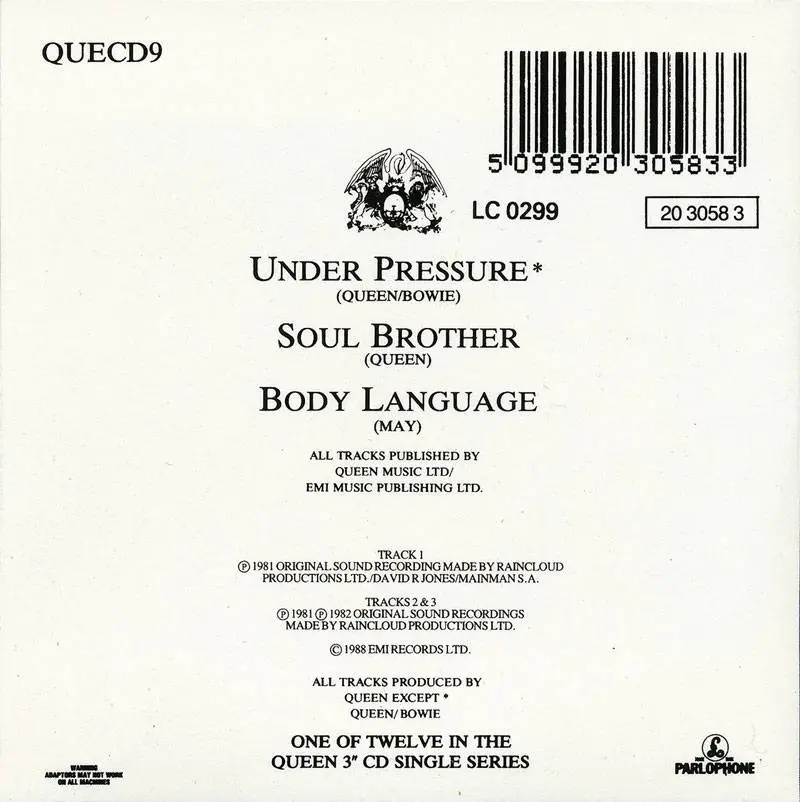 QUECD9
5 099920 305833
LC 0299
20 3058 3
UNDER PRESSURE*
(QUEEN/BOWIE)
SOUL BROTHER
(QUEEN)
BODY LANGUAGE
(MAY)
ALL TRACKS PUBLISHED BY
QUEEN MUSIC LTD/
EMI MUSIC PUBLISHING LTD.
TRACK 1
℗ 1981 ORIGINAL SOUND RECORDING MADE BY RAINCLOUD
PRODUCTIONS LTD./DAVID R JONES/MAINMAN S.A.
TRACKS 2 & 3
℗ 1981 ℗ 1982 ORIGINAL SOUND RECORDINGS
MADE BY RAINCLOUD PRODUCTIONS LTD.
© 1988 EMI RECORDS LTD.
ALL TRACKS PRODUCED BY
QUEEN EXCEPT *
QUEEN/BOWIE
ONE OF TWELVE IN THE
QUEEN 3″ CD SINGLE SERIES
WARNING
ADAPTORS MAY NOT WORK
ON ALL MACHINES
PARLOPHONE